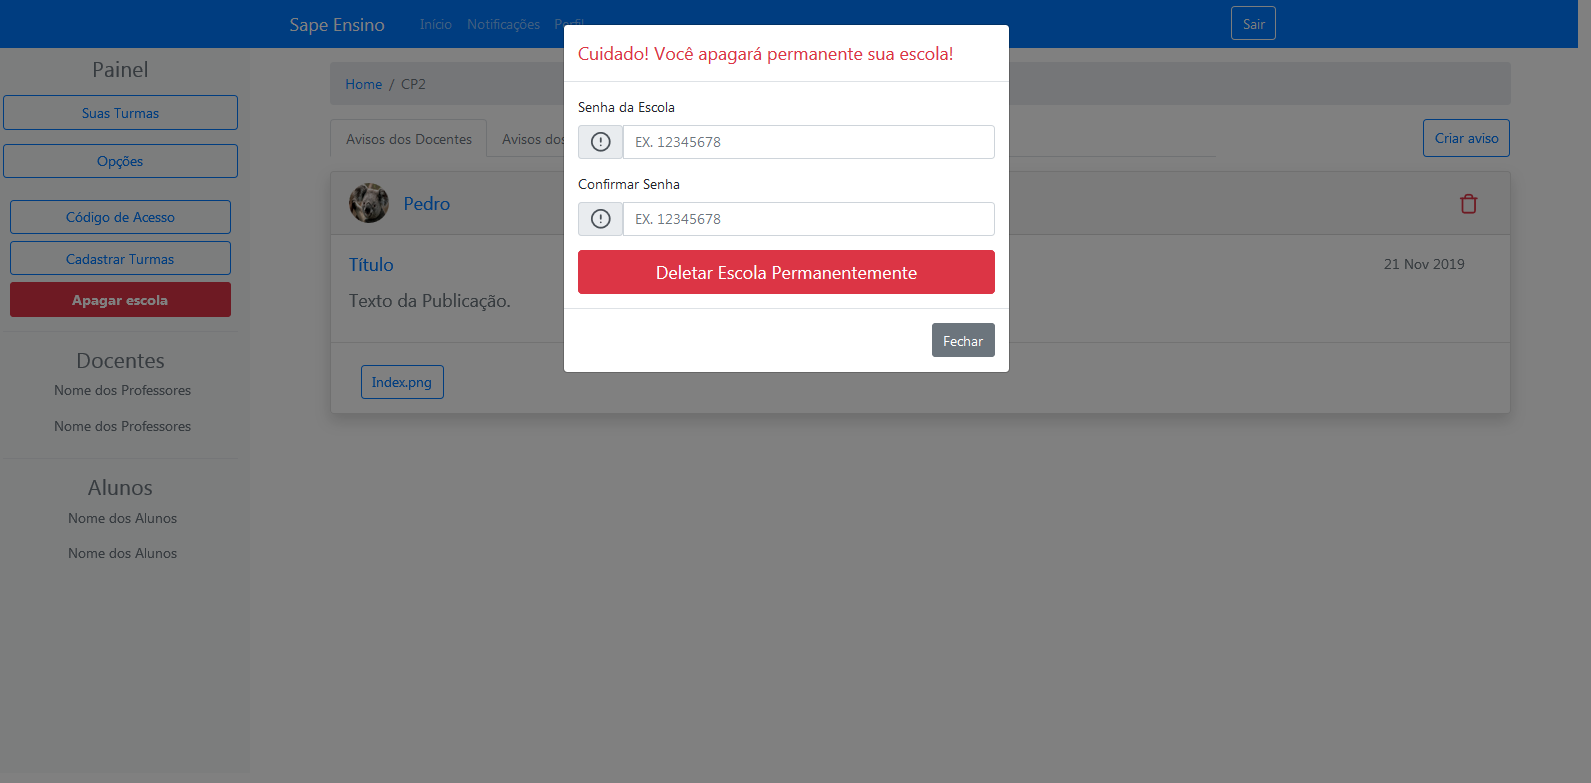 Sape Ensino Início Notificações Perfil Sair
Cuidado! Você apagará permanente sua escola!
Senha da Escola
EX. 12345678
Confirmar Senha
EX. 12345678
Deletar Escola Permanentemente
Fechar
Painel
Suas Turmas
Opções
Código de Acesso
Cadastrar Turmas
Apagar escola
Docentes
Nome dos Professores
Nome dos Professores
Alunos
Nome dos Alunos
Nome dos Alunos
Home / CP2
Avisos dos Docentes Avisos dos
Criar aviso
Pedro
Título
21 Nov 2019
Texto da Publicação.
Index.png